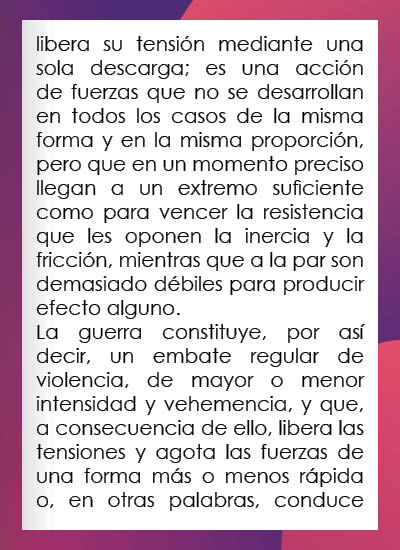 libera su tensión mediante una
sola descarga; es una acción
de fuerzas que no se desarrollan
en todos los casos de la misma
forma y en la misma proporción,
pero que en un momento preciso
llegan a un extremo suficiente
como para vencer la resistencia
que les oponen la inercia y la
fricción, mientras que a la par son
demasiado débiles para producir
efecto alguno.
La guerra constituye, por así
decir, un embate regular de
violencia, de mayor o menor
intensidad y vehemencia, y que,
a consecuencia de ello, libera las
tensiones y agota las fuerzas de
una forma más o menos rápida
o, en otras palabras, conduce